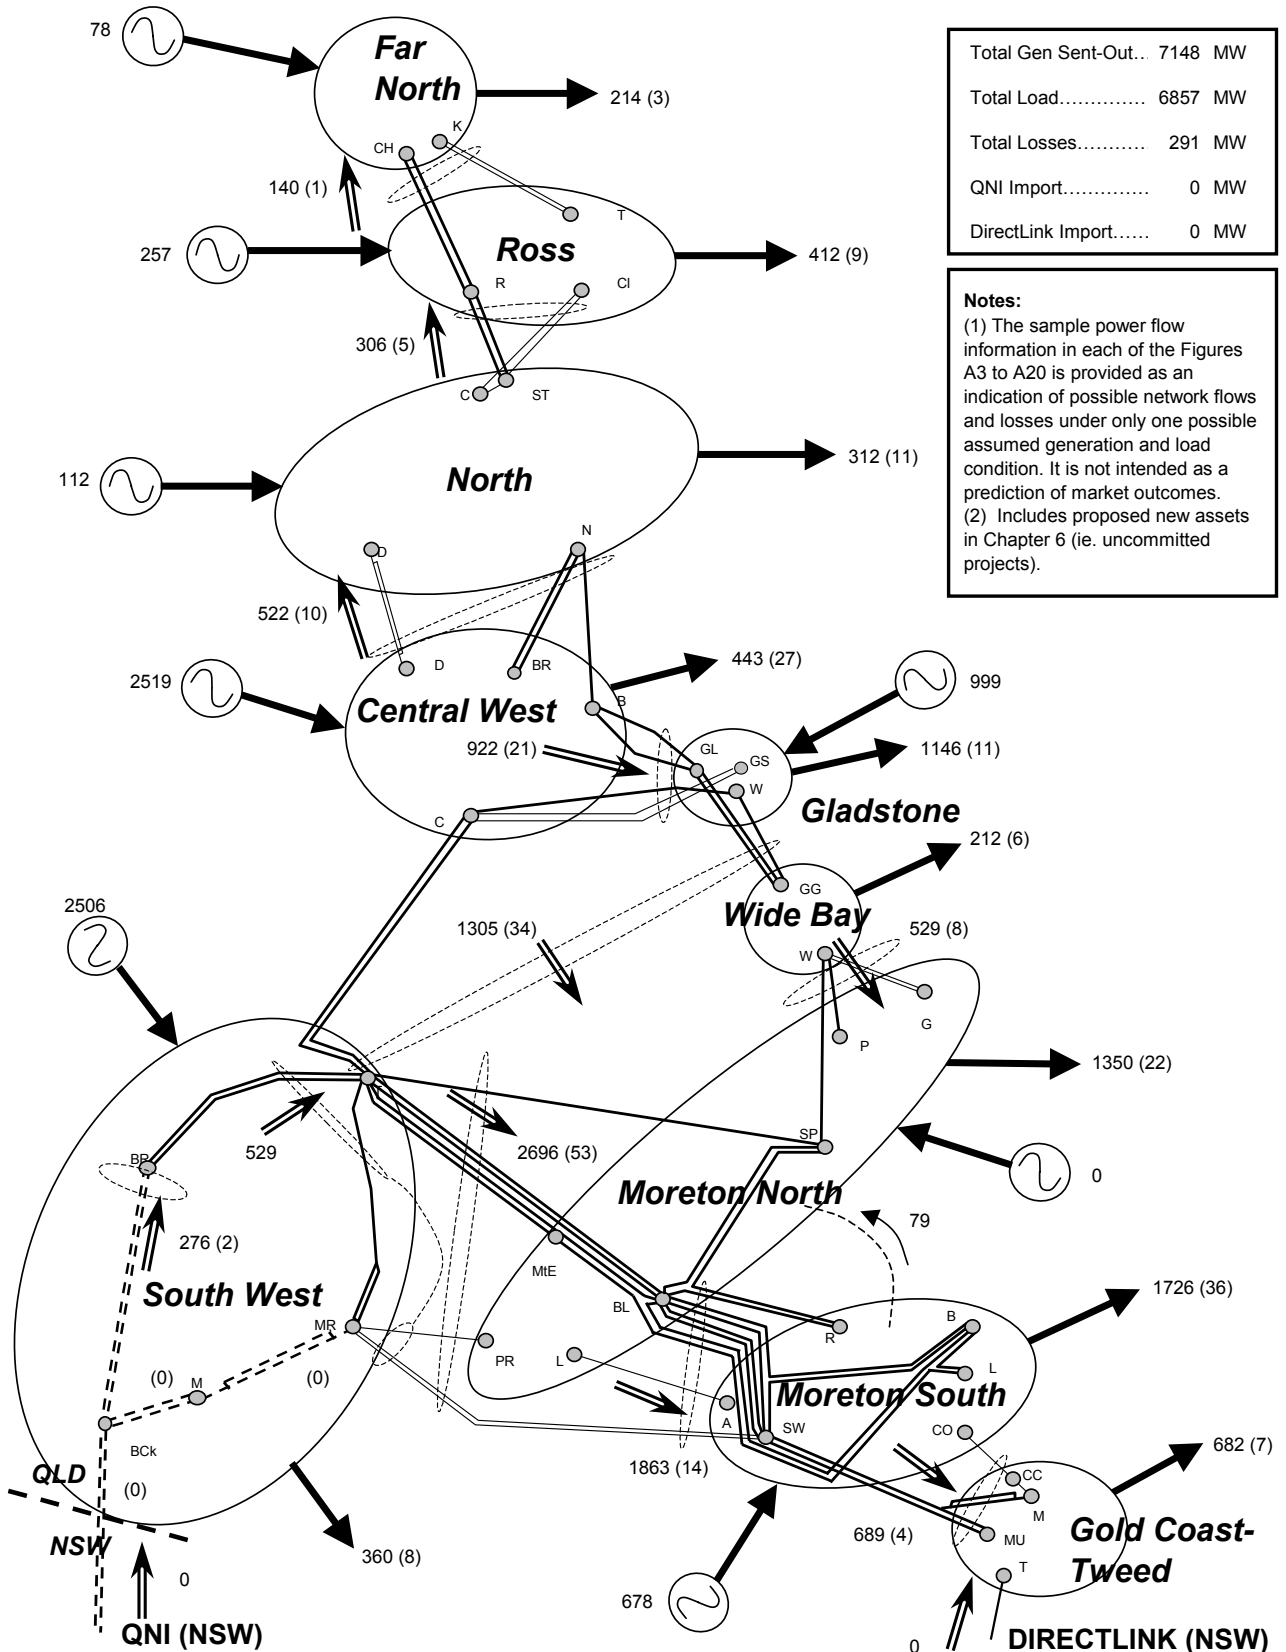 78
Far
North
214 (3)
K
CH
140 (1)
T
257
Ross
412 (9)
R
CI
306 (5)
C
ST
112
North
312 (11)
N
D
522 (10)
D
BR
443 (27)
2519
B
999
Central West
922 (21)
GL
GS
1146 (11)
W
C
Gladstone
212 (6)
GG
2506
Wide Bay
1305 (34)
529 (8)
W
G
P
1350 (22)
T
SP
529
2696 (53)
BR
0
Moreton North
79
276 (2)
MtE
South West
1726 (36)
BL
MR
R
B
PR
L
L
(0)
M
(0)
Moreton South
A
SW
CO
BCk
1863 (14)
682 (7)
QLD
(0)
CC
M
NSW
689 (4)
MU
Gold Coast-
Tweed
360 (8)
T
0
678
QNI (NSW)
0
DIRECTLINK (NSW)
Total Gen Sent-Out... 7148 MW
Total Load.............. 6857 MW
Total Losses........... 291 MW
QNI Import.............. 0 MW
DirectLink Import...... 0 MW
Notes:
(1) The sample power flow
information in each of the Figures
A3 to A20 is provided as an
indication of possible network flows
and losses under only one possible
assumed generation and load
condition. It is not intended as a
prediction of market outcomes.
(2) Includes proposed new assets
in Chapter 6 (ie. uncommitted
projects).